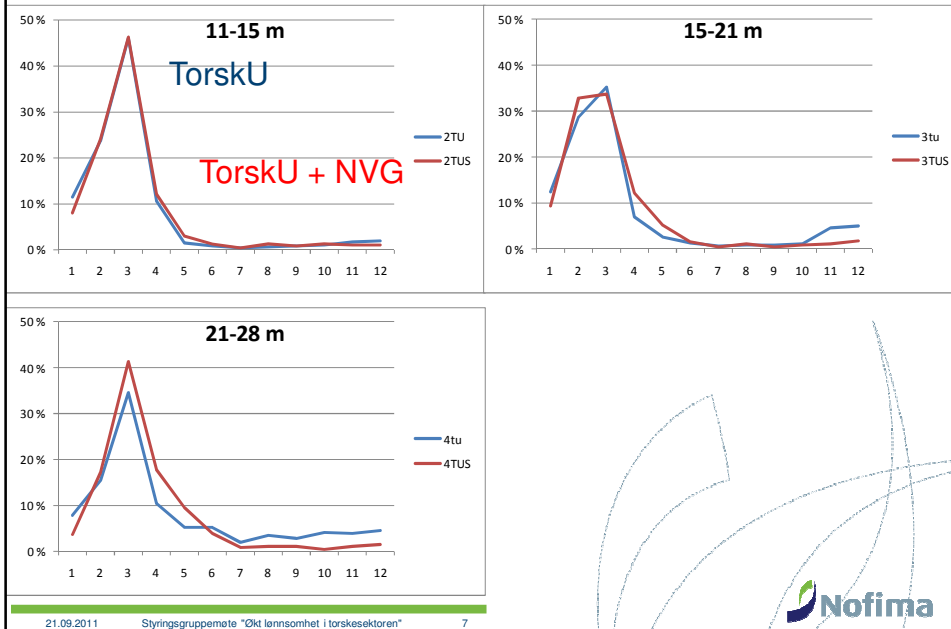 11-15 m
50 %
40 %
30 %
20 %
10 %
0 %
1 2 3 4 5 6 7 8 9 10 11 12
TorskU
TorskU + NVG
2TU
2TUS
15-21 m
50 %
40 %
30 %
20 %
10 %
0 %
1 2 3 4 5 6 7 8 9 10 11 12
3tu
3TUS
21-28 m
50 %
40 %
30 %
20 %
10 %
0 %
1 2 3 4 5 6 7 8 9 10 11 12
4tu
4TUS
21.09.2011 Styringsgruppemøte "Økt lønnsomhet i torskesektoren" 7
Nofima